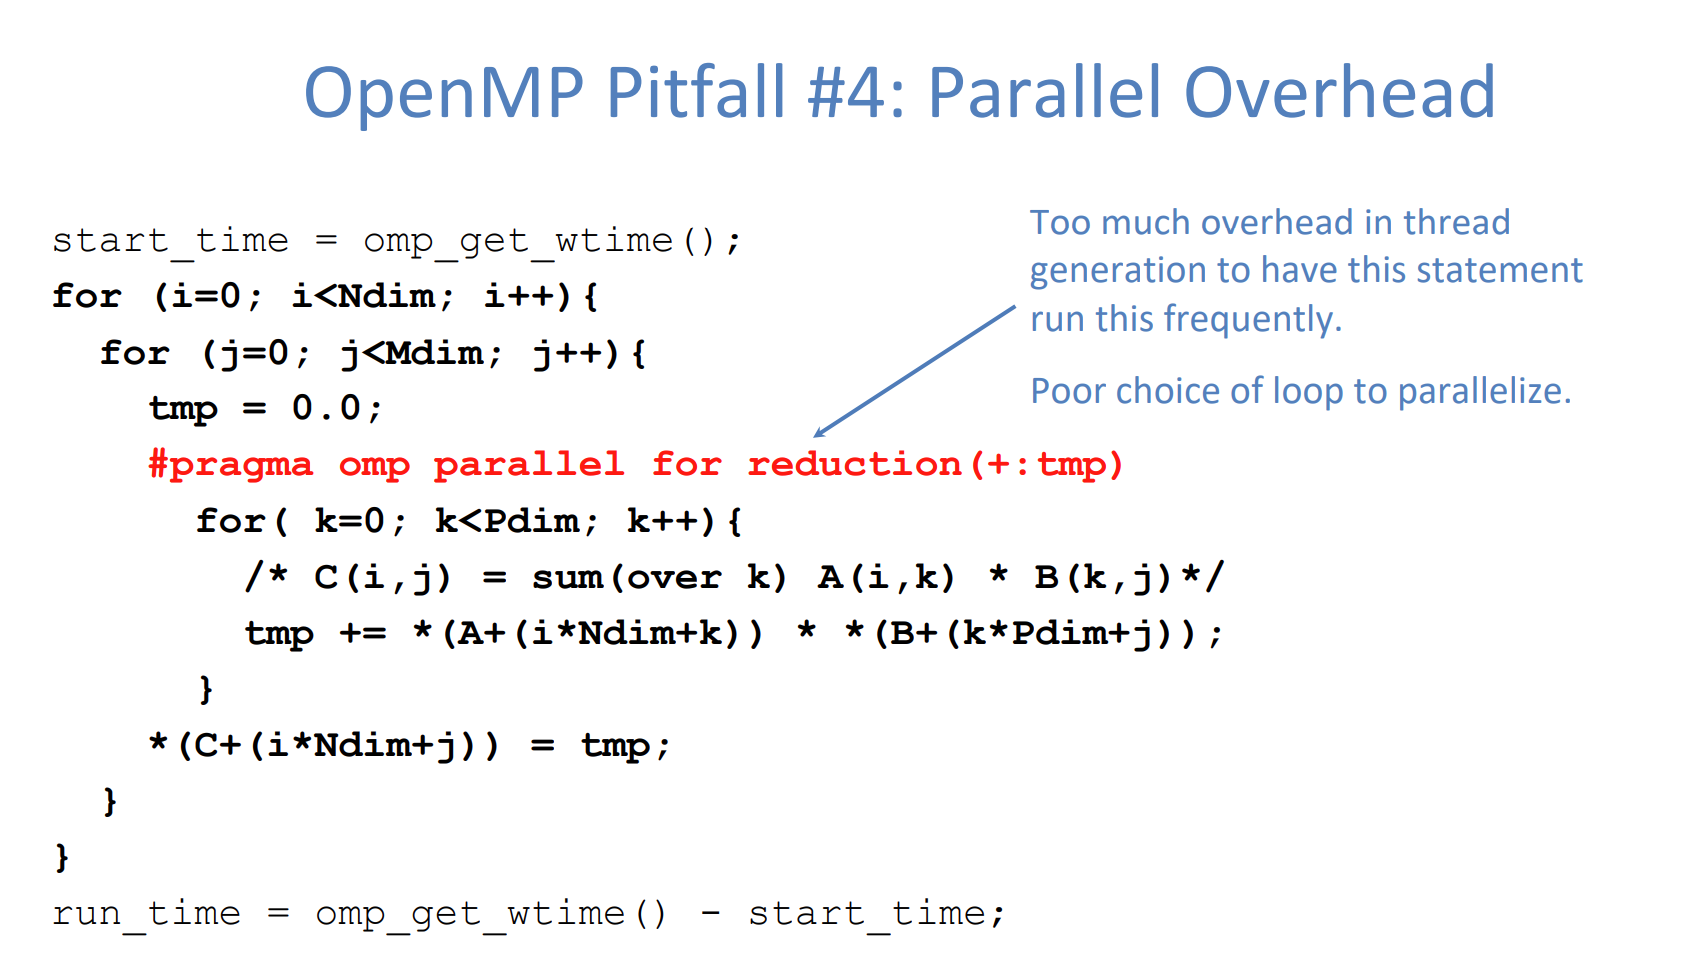 OpenMP Pitfall #4: Parallel Overhead
Too much overhead in thread
generation to have this statement
run this frequently.
Poor choice of loop to parallelize.
start_time = omp_get_wtime();
for (i=0; i<Ndim; i++){
for (j=0; j<Mdim; j++){
tmp = 0.0;
#pragma omp parallel for reduction(+:tmp)
for( k=0; k<Pdim; k++){
/* C(i,j) = sum(over k) A(i,k) * B(k,j)*/
tmp += *(A+(i*Ndim+k)) * *(B+(k*Pdim+j));
}
*(C+(i*Ndim+j)) = tmp;
}
}
run_time = omp_get_wtime() - start_time;